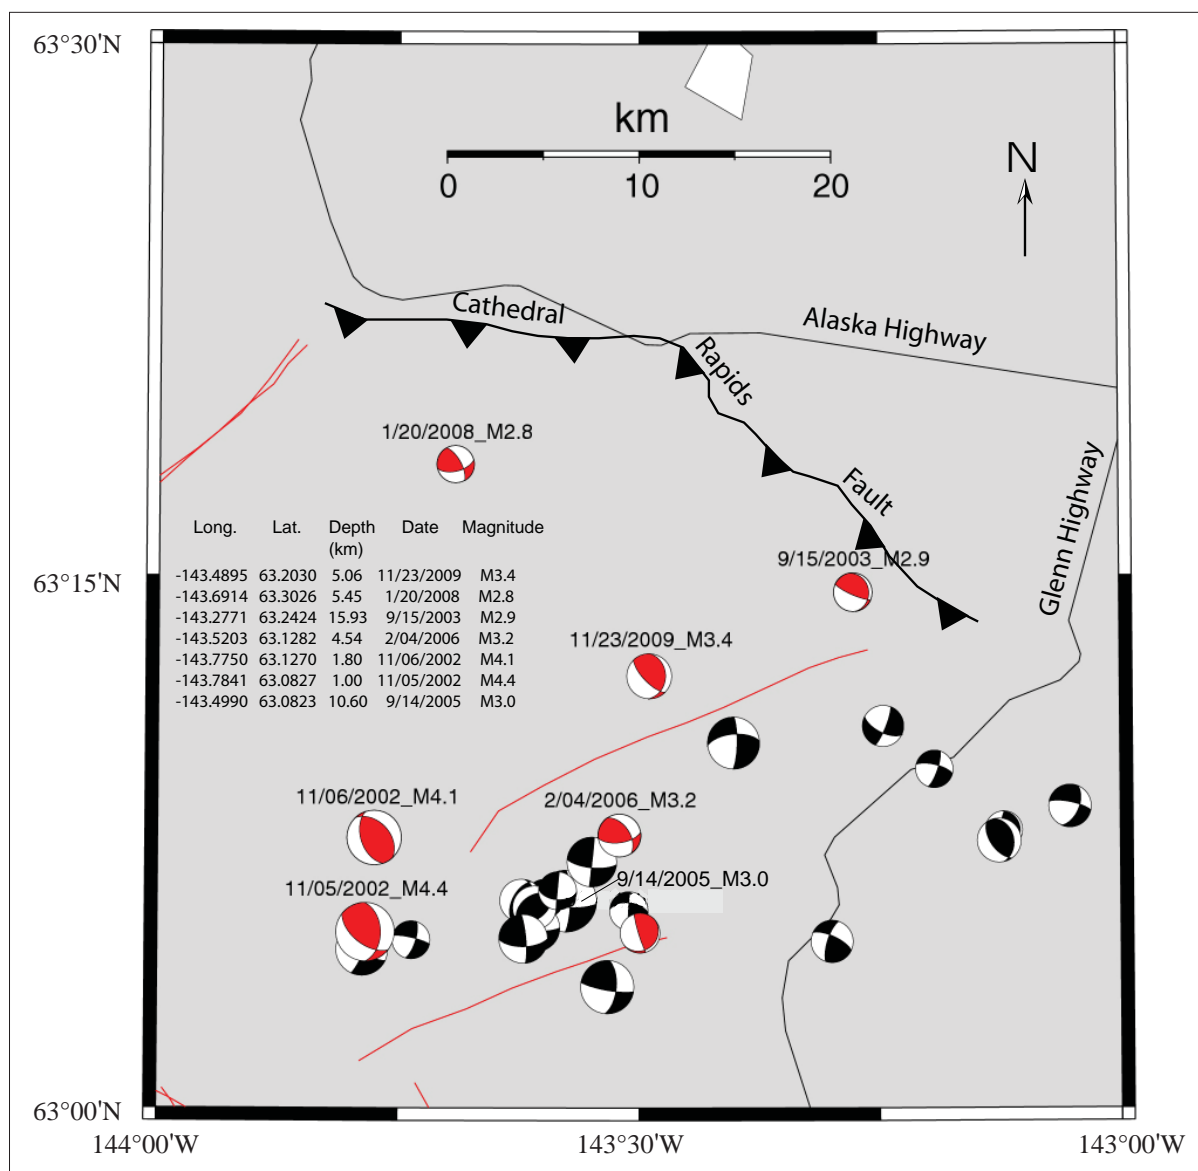 63°30'N
km
0 10 20
N
Cathedral
Rapids
Fault
Alaska Highway
Glenn Highway
1/20/2008_M2.8
Long. Lat. Depth (km) Date Magnitude
-143.4895 63.2030 5.06 11/23/2009 M3.4
-143.6914 63.3026 5.45 1/20/2008 M2.8
-143.2771 63.2424 15.93 9/15/2003 M2.9
-143.5203 63.1282 4.54 2/04/2006 M3.2
-143.7750 63.1270 1.80 11/06/2002 M4.1
-143.7841 63.0827 1.00 11/05/2002 M4.4
-143.4990 63.0823 10.60 9/14/2005 M3.0
63°15'N
9/15/2003_M2.9
11/23/2009_M3.4
11/06/2002_M4.1
2/04/2006_M3.2
9/14/2005_M3.0
11/05/2002_M4.4
63°00'N
144°00'W 143°30'W 143°00'W